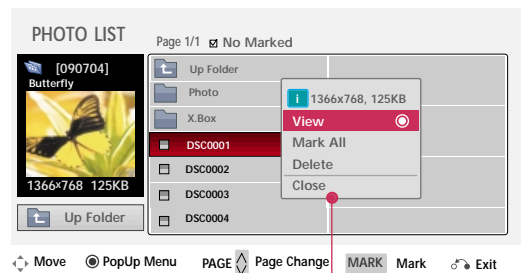 PHOTO LIST
Page 1/1 No Marked
[090704]
Butterfly
1366x768 125KB
Up Folder
Up Folder
Photo
X.Box
DSC0001
DSC0002
DSC0003
DSC0004
i 1366x768, 125KB
View
Mark All
Delete
Close
Move PopUp Menu PAGE Page Change MARK Mark Exit